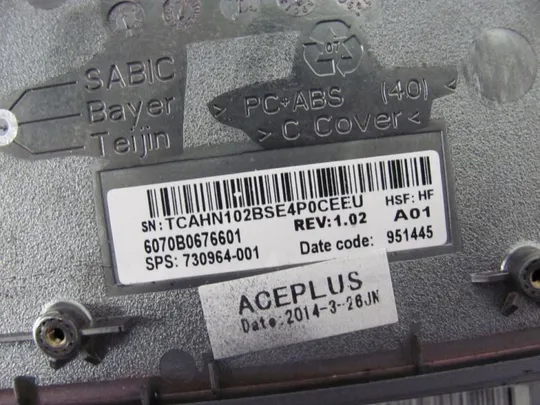 07
SABIC
Bayer
Teijin
>PC+ABS (40)<
>C Cover<
SN:TCAHN102BSE4P0CEEU HSF: HF
6070B0676601 REV:1.02 A01
SPS: 730964-001 Date code: 951445
ACEPLUS
Date:2014-3-26JN